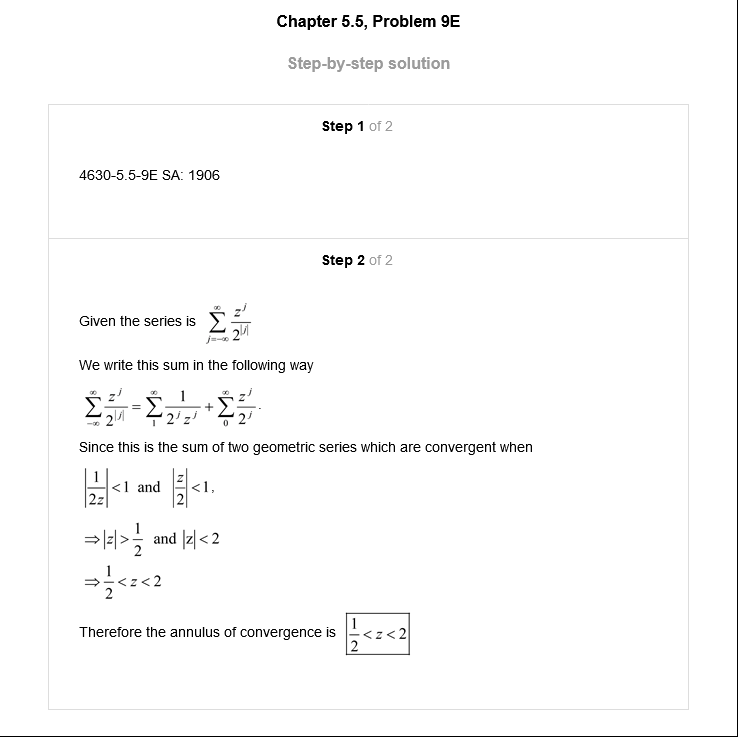 Chapter 5.5, Problem 9E
Step-by-step solution
Step 1 of 2
4630-5.5-9E SA: 1906
Step 2 of 2
Given the series is \sum_{j=-\infty}^{\infty} \frac{z^j}{2^{|j|}}
We write this sum in the following way
\sum_{-\infty}^{\infty} \frac{z^j}{2^{|j|}} = \sum_{1}^{\infty} \frac{1}{2^j z^j} + \sum_{0}^{\infty} \frac{z^j}{2^j}.
Since this is the sum of two geometric series which are convergent when
\left|\frac{1}{2z}\right| < 1 and \left|\frac{z}{2}\right| < 1,
\Rightarrow |z| > \frac{1}{2} and |z| < 2
\Rightarrow \frac{1}{2} < z < 2
Therefore the annulus of convergence is \frac{1}{2} < z < 2